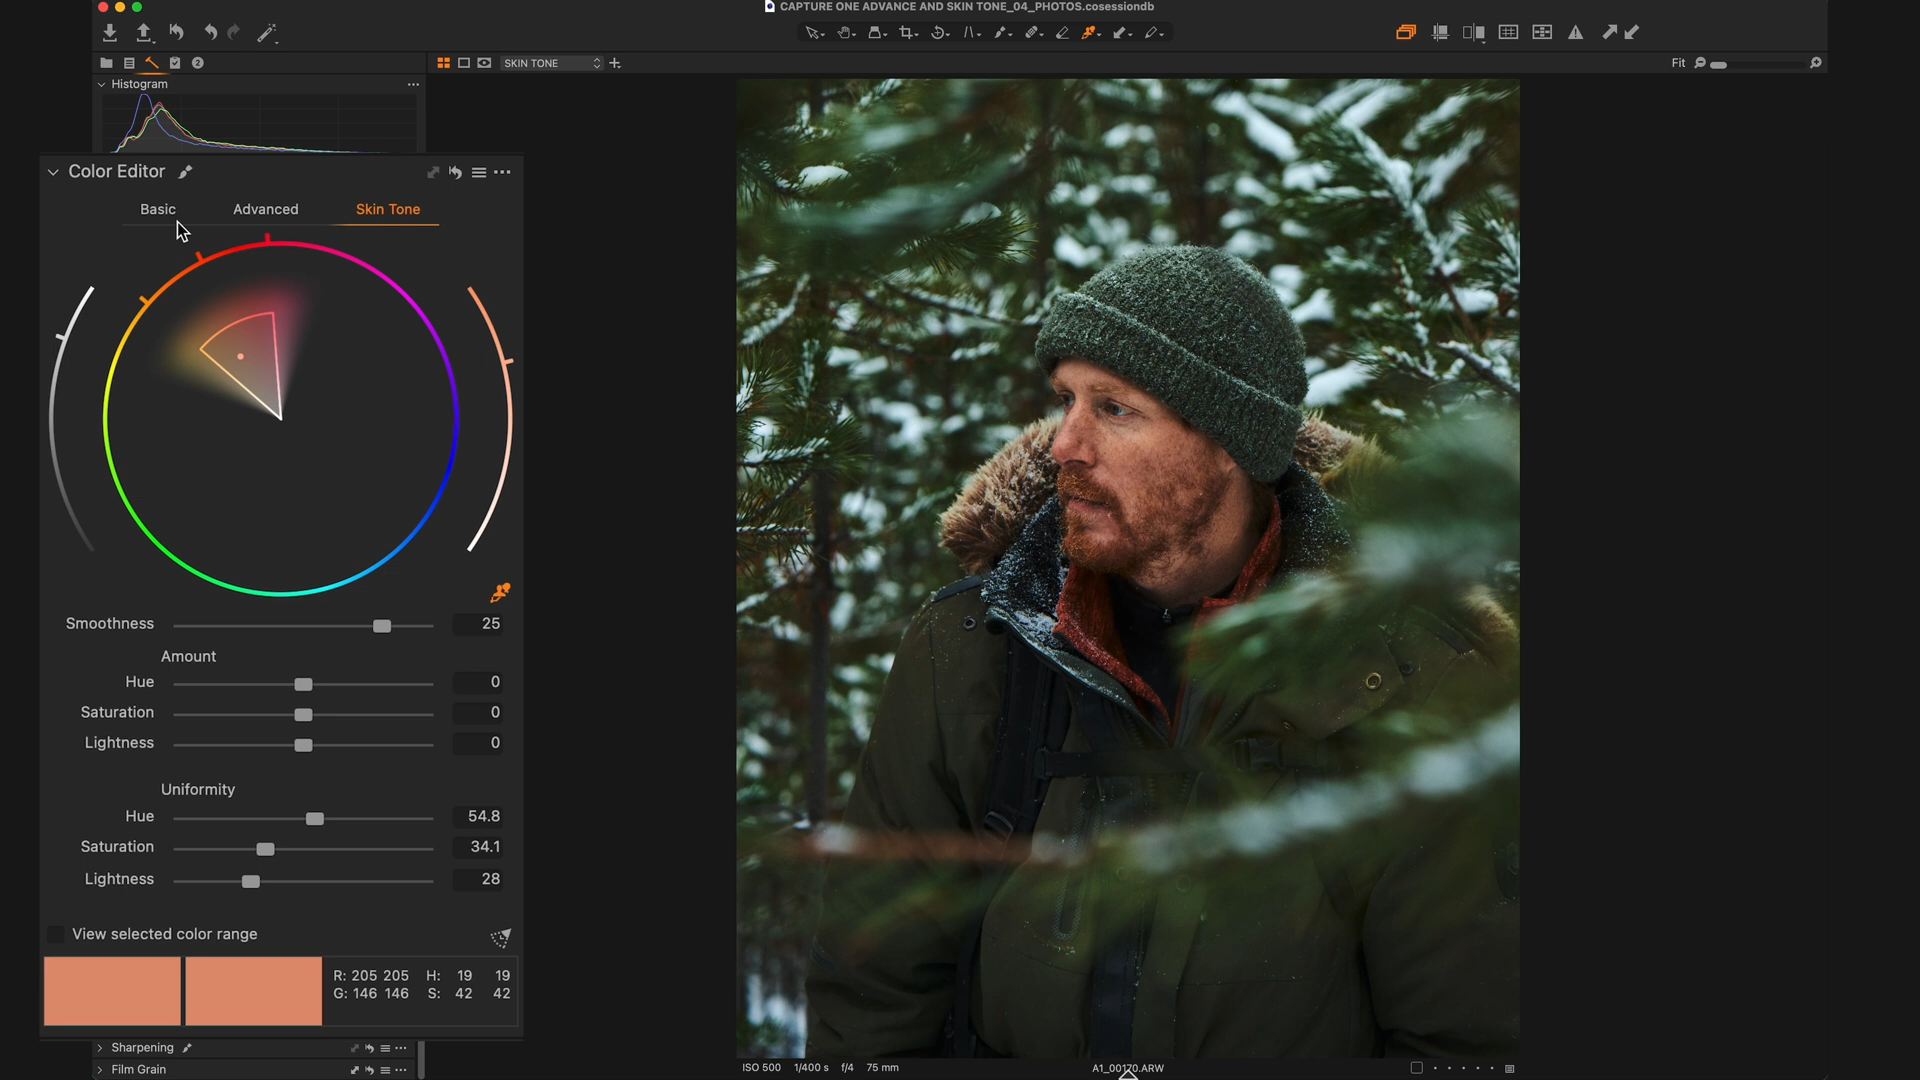 CAPTURE ONE ADVANCE AND SKIN TONE_04_PHOTOS.cosessiondb
2
SKIN TONE
Fit
Histogram
Color Editor
Basic Advanced Skin Tone
Smoothness 25
Amount
Hue 0
Saturation 0
Lightness 0
Uniformity
Hue 54.8
Saturation 34.1
Lightness 28
View selected color range
R: 205 205 H: 19 19
G: 146 146 S: 42 42
Sharpening
Film Grain
ISO 500 1/400 s f/4 75 mm
A1_00170.ARW